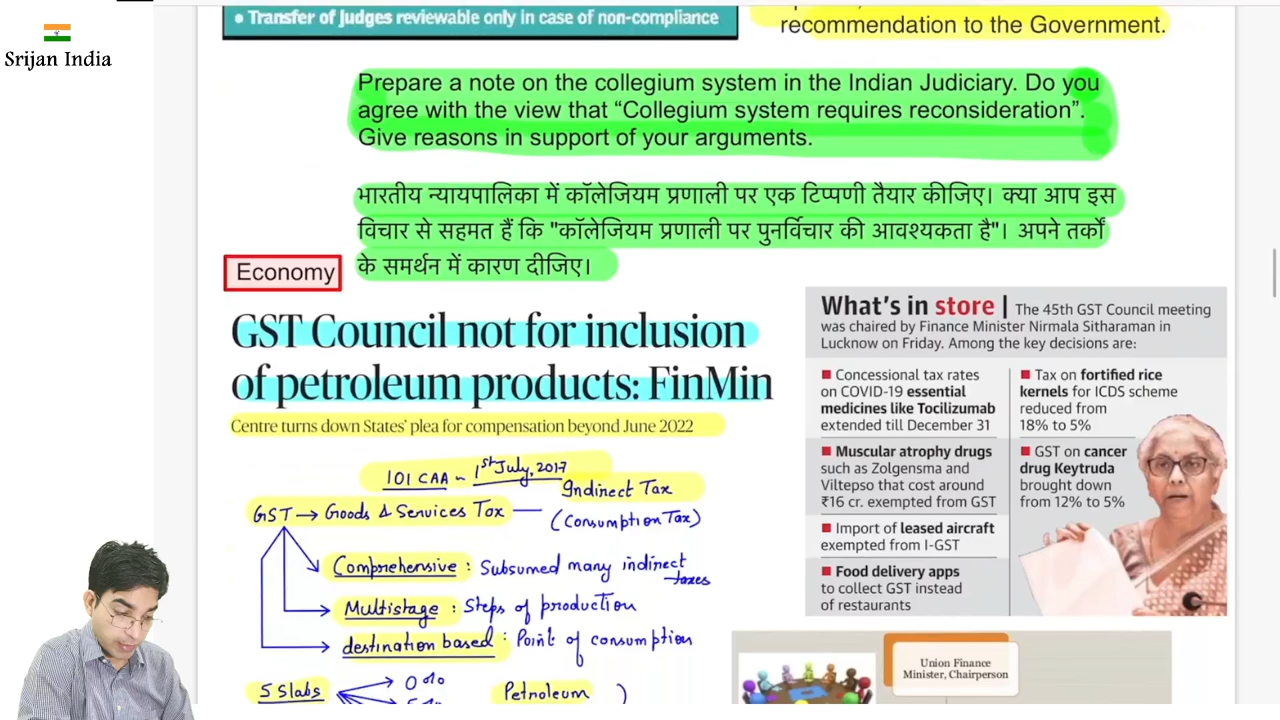 Srijan India
• Transfer of Judges reviewable only in case of non-compliance
recommendation to the Government.
Prepare a note on the collegium system in the Indian Judiciary. Do you
agree with the view that “Collegium system requires reconsideration”.
Give reasons in support of your arguments.
भारतीय न्यायपालिका में कॉलेजियम प्रणाली पर एक टिप्पणी तैयार कीजिए। क्या आप इस
विचार से सहमत हैं कि "कॉलेजियम प्रणाली पर पुनर्विचार की आवश्यकता है"। अपने तर्कों
के समर्थन में कारण दीजिए।
Economy
GST Council not for inclusion
of petroleum products: FinMin
Centre turns down States' plea for compensation beyond June 2022
101 CAA ~ 1st July, 2017
GST → Goods & Services Tax — Indirect Tax
(Consumption Tax)
Comprehensive : Subsumed many indirect
taxes
Multistage : Steps of production
destination based : Point of consumption
5 Slabs
0%
Petroleum
What's in store | The 45th GST Council meeting
was chaired by Finance Minister Nirmala Sitharaman in
Lucknow on Friday. Among the key decisions are:
■ Concessional tax rates
on COVID-19 essential
medicines like Tocilizumab
extended till December 31
■ Muscular atrophy drugs
such as Zolgensma and
Viltepso that cost around
₹16 cr. exempted from GST
■ Import of leased aircraft
exempted from I-GST
■ Food delivery apps
to collect GST instead
of restaurants
■ Tax on fortified rice
kernels for ICDS scheme
reduced from
18% to 5%
■ GST on cancer
drug Keytruda
brought down
from 12% to 5%
Union Finance
Minister, Chairperson